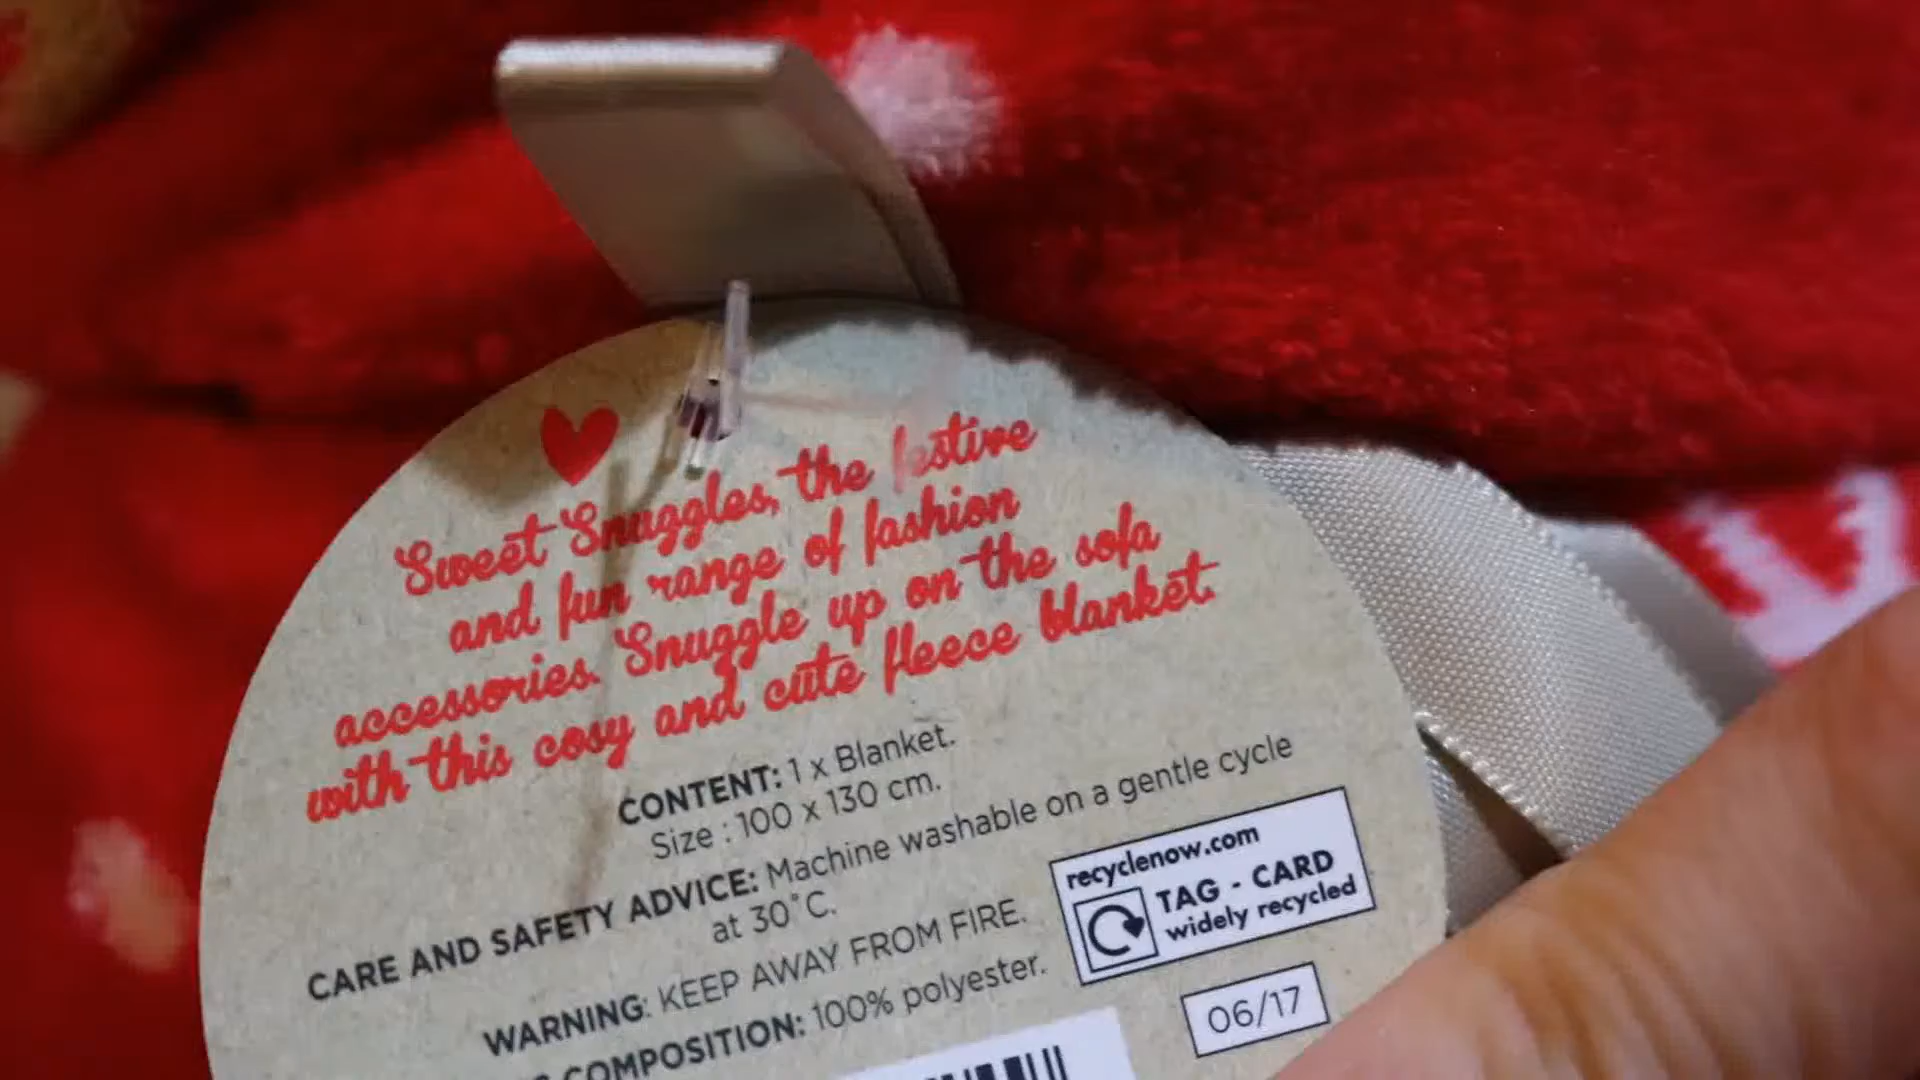 Sweet Snuggles, the festive
and fun range of fashion
accessories. Snuggle up on the sofa
with this cosy and cute fleece blanket.
CONTENT: 1 x Blanket.
Size : 100 x 130 cm.
CARE AND SAFETY ADVICE: Machine washable on a gentle cycle
at 30°C.
WARNING: KEEP AWAY FROM FIRE.
COMPOSITION: 100% polyester.
recyclenow.com
TAG - CARD
widely recycled
06/17